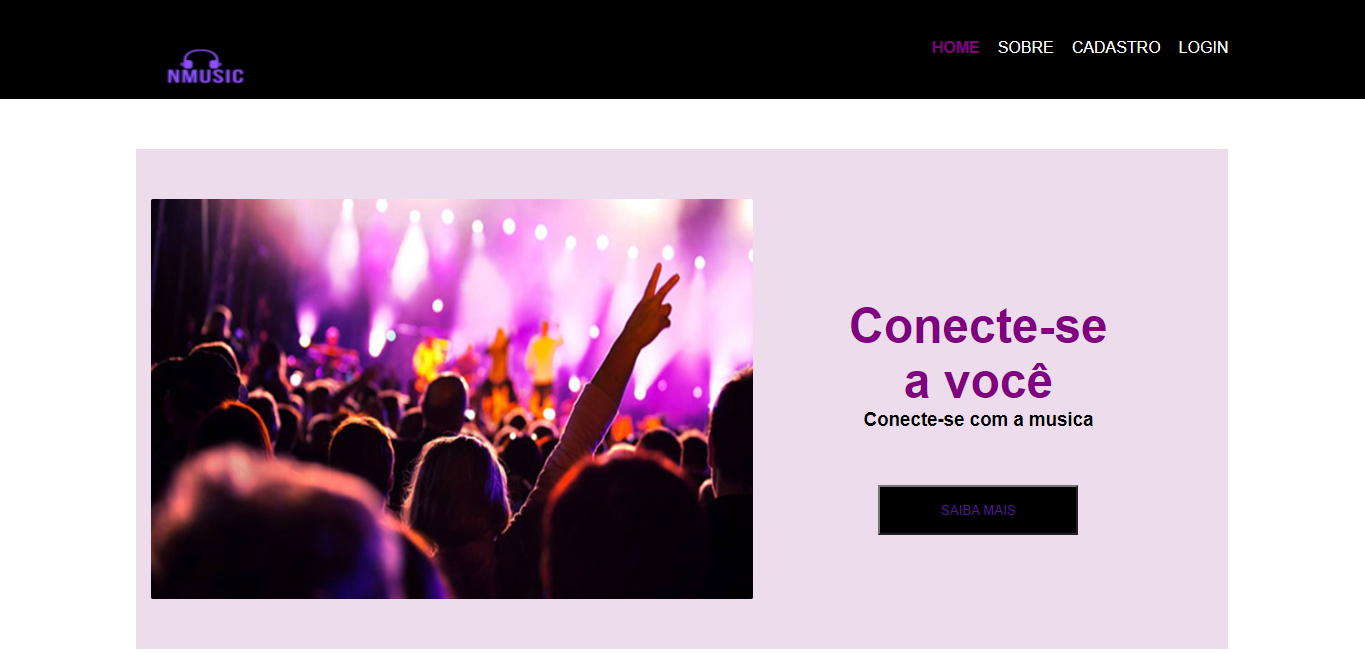 NMUSIC
HOME SOBRE CADASTRO LOGIN
Conecte-se
a você
Conecte-se com a musica
SAIBA MAIS